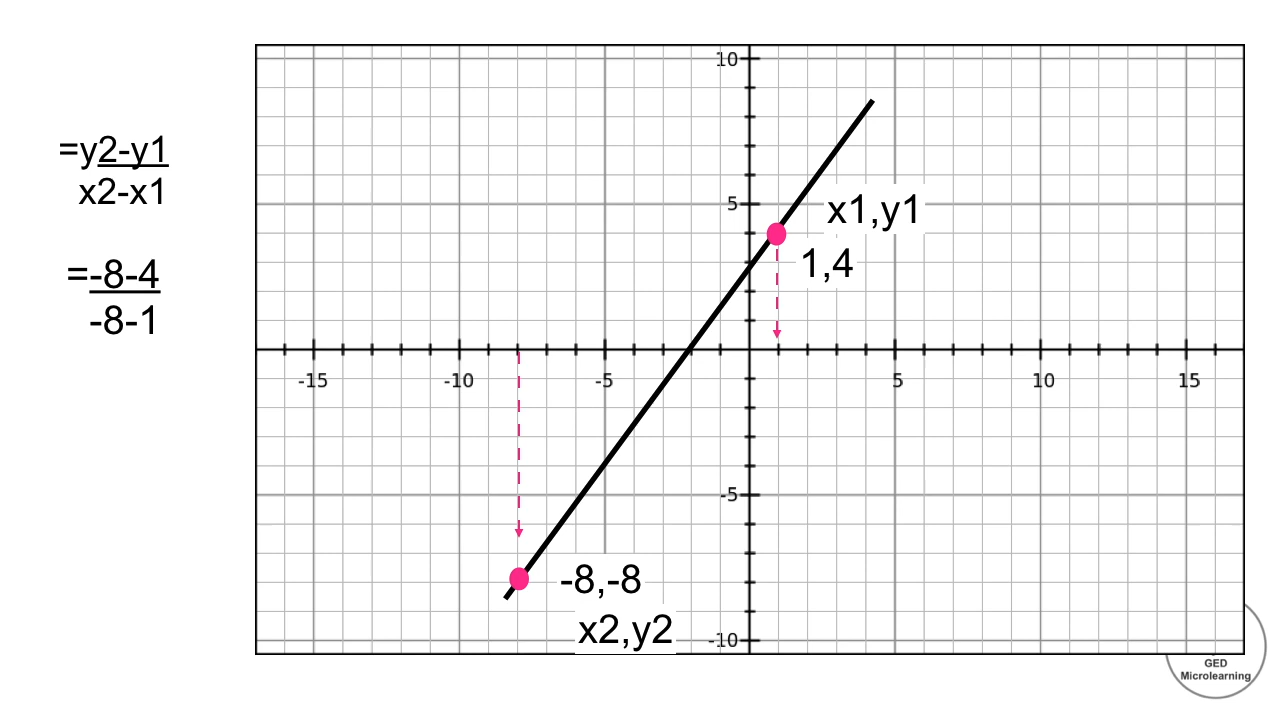 =y2-y1
x2-x1
=-8-4
-8-1
10
5
x1,y1
1,4
-15
-10
-5
5
10
15
-5
-8,-8
x2,y2
-10
GED
Microlearning